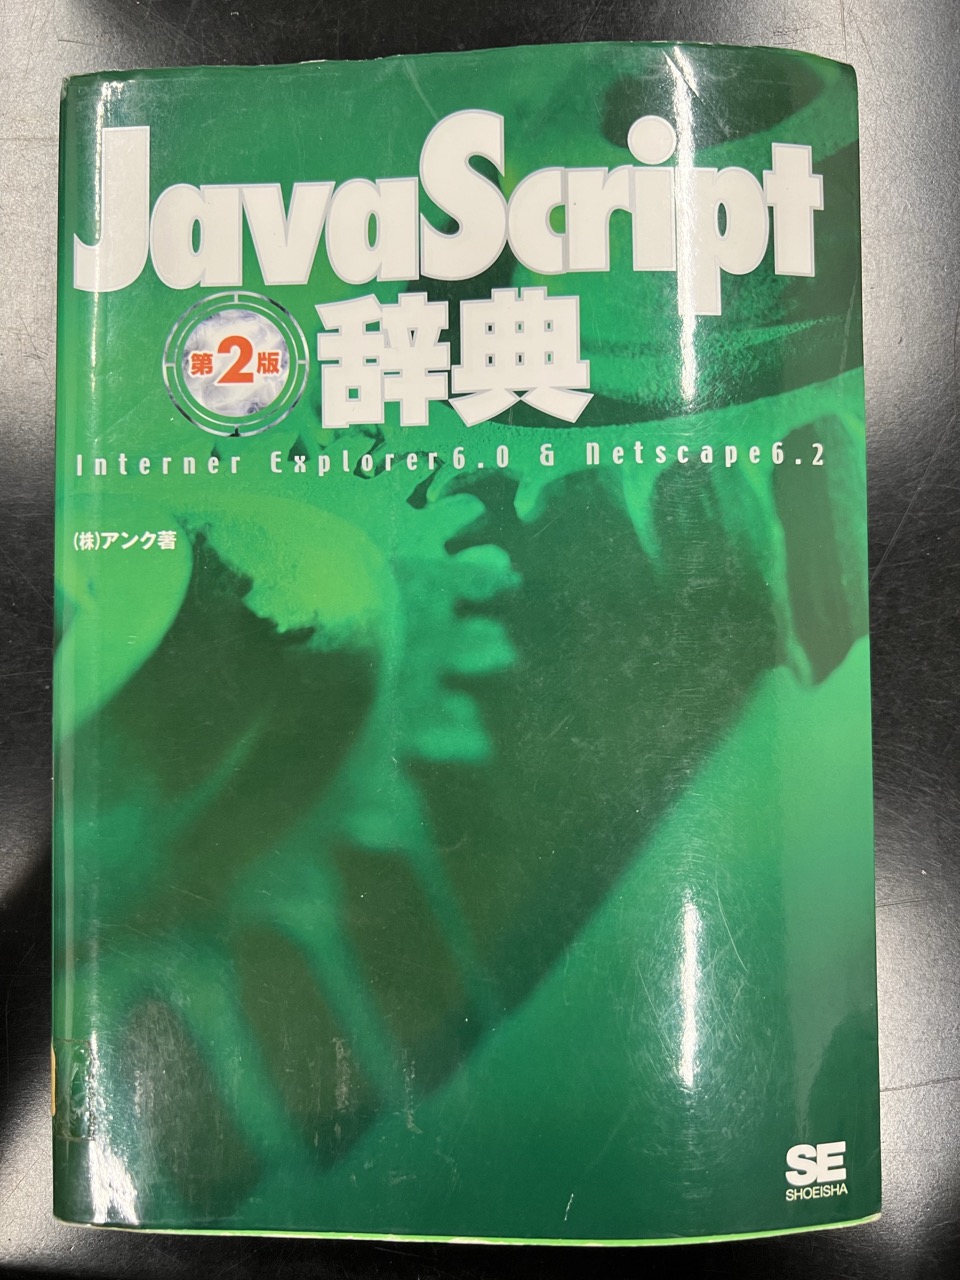 JavaScript
第2版
辞典
Interner Explorer6.0 & Netscape6.2
(株)アンク著
SE
SHOEISHA